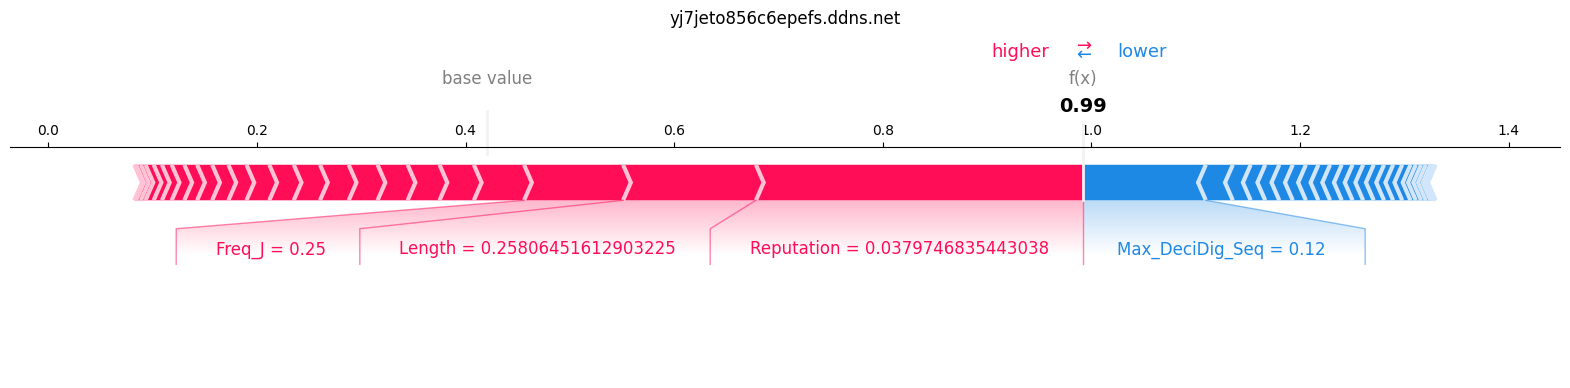 yj7jeto856c6epefs.ddns.net
higher → lower
←
base value f(x)
0.99
0.0 0.2 0.4 0.6 0.8 1.0 1.2 1.4
Freq_J = 0.25 Length = 0.25806451612903225 Reputation = 0.0379746835443038 Max_DeciDig_Seq = 0.12